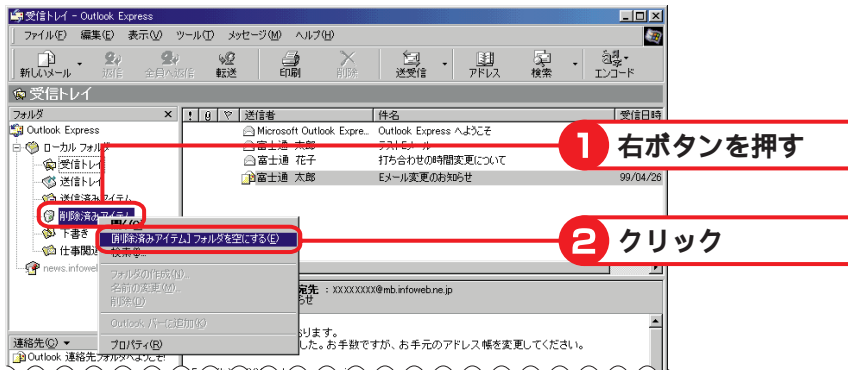 受信トレイ - Outlook Express
ファイル(F) 編集(E) 表示(V) ツール(T) メッセージ(M) ヘルプ(H)
新しいメール 返信 全員へ返信 転送 印刷 削除 送受信 アドレス 検索 エンコード
受信トレイ
フォルダ × ! 送信者 件名 受信日時
Outlook Express
Microsoft Outlook Expre... Outlook Express へようこそ
ローカル フォルダ
富士通 太郎 テストEメール
1 右ボタンを押す
受信トレイ
富士通 花子 打ち合わせの時間変更について
送信トレイ
富士通 太郎 Eメール変更のお知らせ 99/04/26
送信済みアイテム
削除済みアイテム
開く(O)
下書き
[削除済みアイテム] フォルダを空にする(E)
2 クリック
仕事関連
検索
news.infowel
フォルダの作成(N)...
名前の変更(M)...
宛先 : XXXXXXXX@mb.infoweb.ne.jp
削除(D)
らせ
Outlook バーに追加(K)
ります。
プロパティ(R)
した。お手数ですが、お手元のアドレス帳を変更してください。
連絡先(C)
Outlook 連絡先フォルダへようこそ!